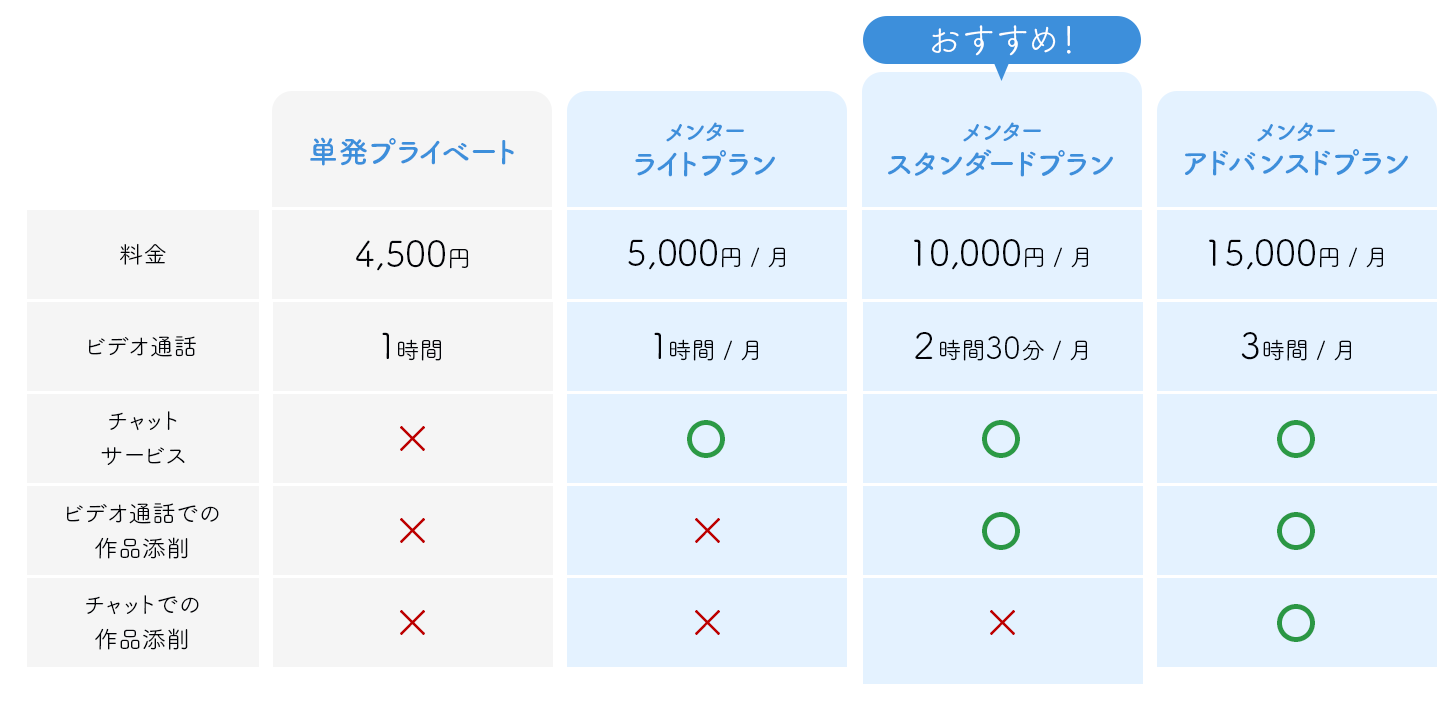 おすすめ!
単発プライベート
メンター
ライトプラン
メンター
スタンダードプラン
メンター
アドバンスドプラン
料金
4,500円
5,000円 / 月
10,000円 / 月
15,000円 / 月
ビデオ通話
1時間
1時間 / 月
2時間30分 / 月
3時間 / 月
チャット
サービス
ビデオ通話での
作品添削
チャットでの
作品添削